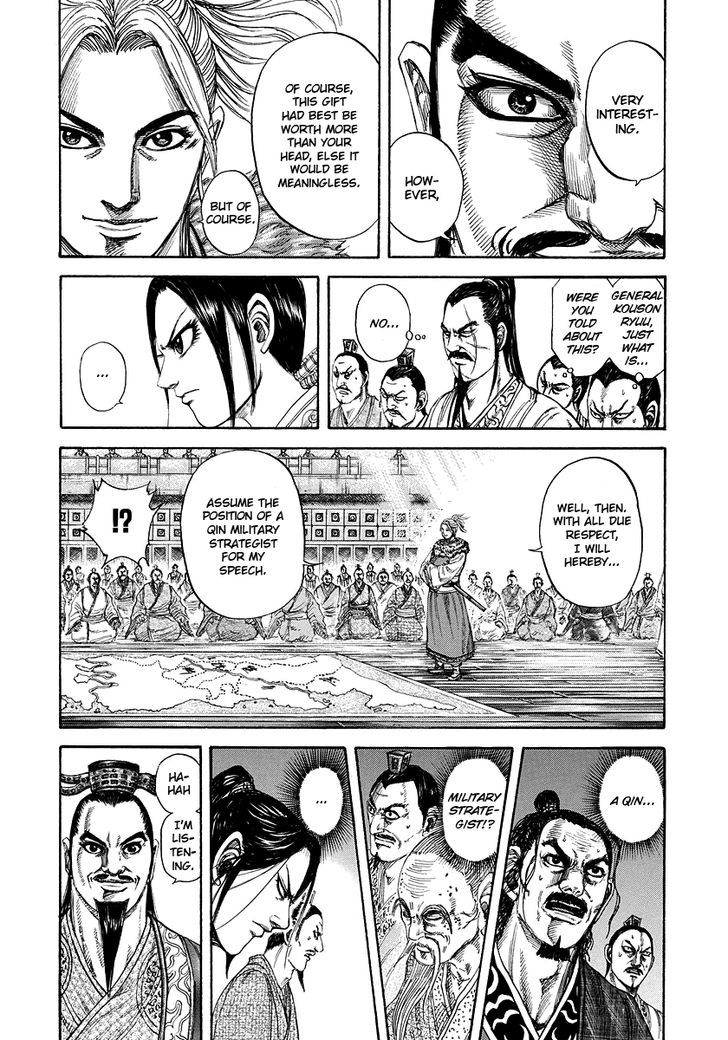 VERY
INTEREST-
ING.
HOW-
EVER,
OF COURSE,
THIS GIFT
HAD BEST BE
WORTH MORE
THAN YOUR
HEAD, ELSE IT
WOULD BE
MEANINGLESS.
BUT OF
COURSE.
GENERAL
KOUSON
RYUU,
JUST
WHAT
IS...
WERE
YOU
TOLD
ABOUT
THIS?
NO...
...
WELL, THEN.
WITH ALL DUE
RESPECT,
I WILL
HEREBY...
ASSUME THE
POSITION OF A
QIN MILITARY
STRATEGIST
FOR MY
SPEECH.
!?
A QIN...
MILITARY
STRATE-
GIST!?
...
HA-
HAH
I'M
LIS-
TEN-
ING.